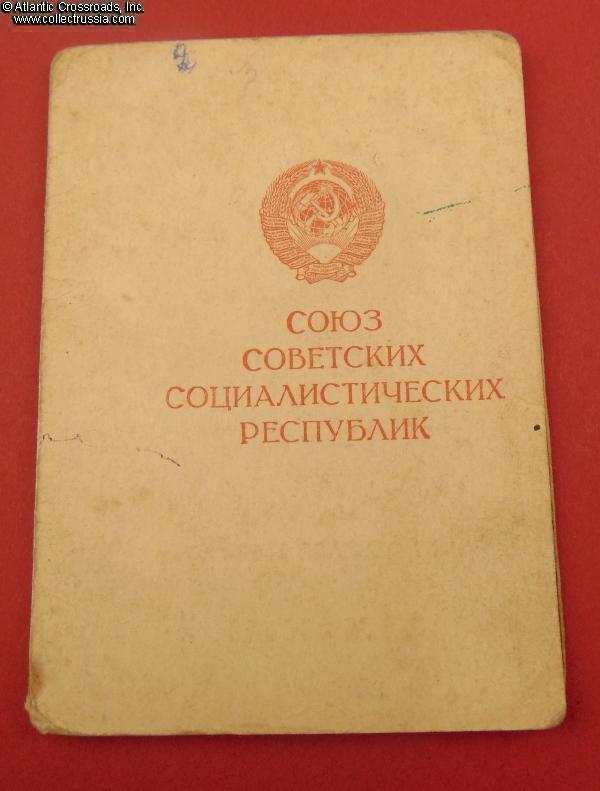 © Atlantic Crossroads, Inc.
www.collectrussia.com
СОЮЗ
СОВЕТСКИХ
СОЦИАЛИСТИЧЕСКИХ
РЕСПУБЛИК